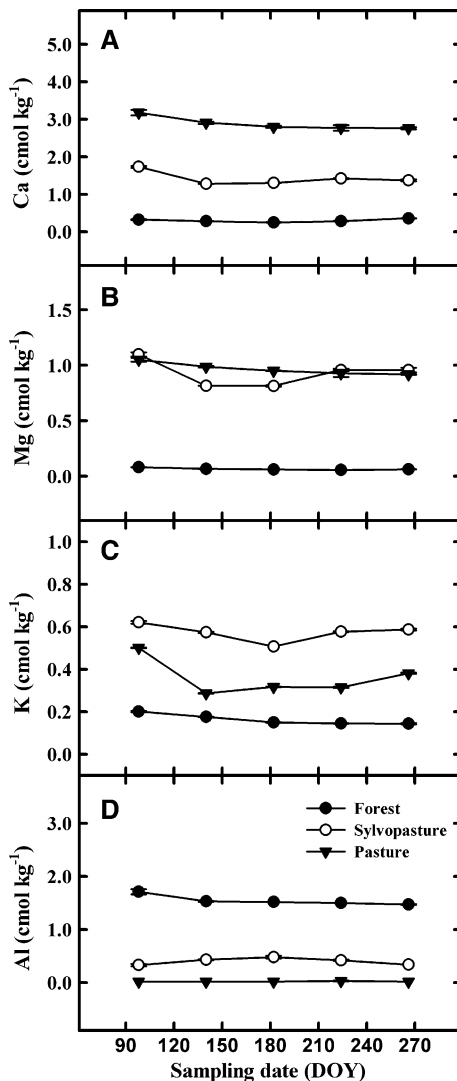 A
Ca (cmol kg-1)
5.0
4.0
3.0
2.0
1.0
0.0
B
Mg (cmol kg-1)
1.5
1.0
0.5
0.0
C
K (cmol kg-1)
1.0
0.8
0.6
0.4
0.2
0.0
D
Al (cmol kg-1)
3.0
2.0
1.0
0.0
Forest
Sylvopasture
Pasture
90 120 150 180 210 240 270
Sampling date (DOY)